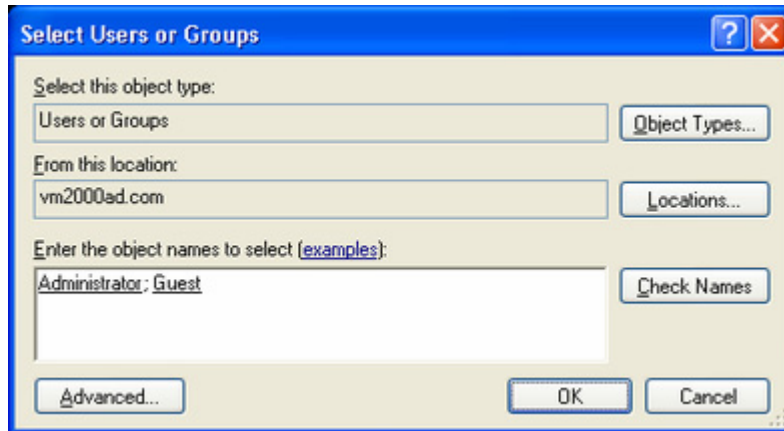 Select Users or Groups
Select this object type:
Users or Groups
Object Types...
From this location:
vm2000ad.com
Locations...
Enter the object names to select (examples):
Administrator; Guest
Check Names
Advanced...
OK
Cancel